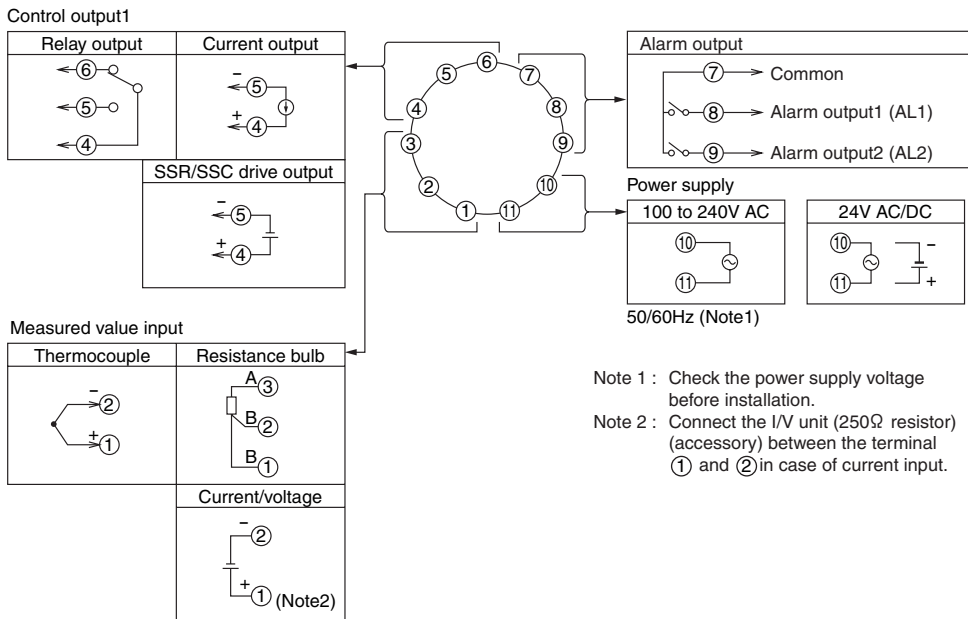 Control output1
Relay output
⑥
⑤
④
Current output
−
⑤
+
④
SSR/SSC drive output
−
⑤
+
④
⑥
⑤
⑦
④
⑧
③
⑨
②
⑩
①
⑪
Alarm output
⑦ Common
⑧ Alarm output1 (AL1)
⑨ Alarm output2 (AL2)
Power supply
100 to 240V AC
⑩
⑪
50/60Hz (Note1)
24V AC/DC
⑩
−
⑪
+
Measured value input
Thermocouple
−
②
+
①
Resistance bulb
A ③
B ②
B ①
Current/voltage
−
②
+
① (Note2)
Note 1 : Check the power supply voltage
before installation.
Note 2 : Connect the I/V unit (250Ω resistor)
(accessory) between the terminal
① and ② in case of current input.